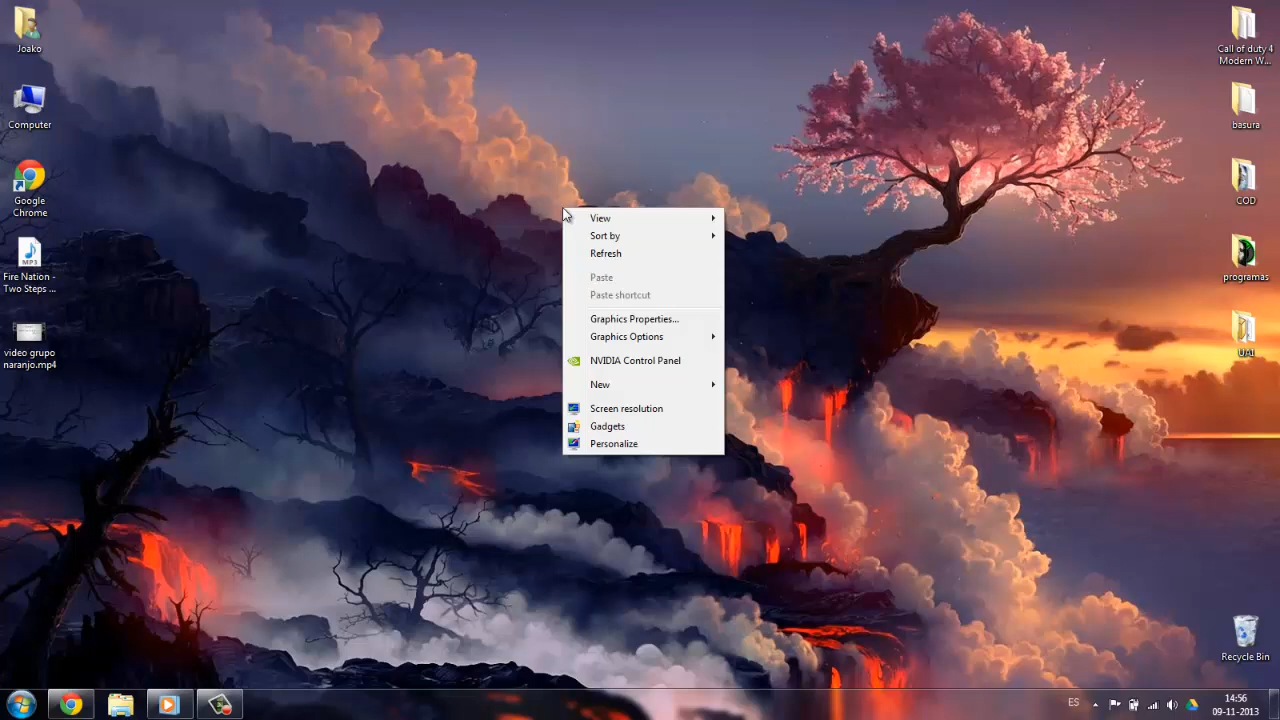 Joako
Computer
Google
Chrome
MP3
Fire Nation -
Two Steps ...
video grupo
naranjo.mp4
View
Sort by
Refresh
Paste
Paste shortcut
Graphics Properties...
Graphics Options
NVIDIA Control Panel
New
Screen resolution
Gadgets
Personalize
Call of duty 4
Modern W...
basura
COD
programas
UAI
Recycle Bin
ES
14:56
09-11-2013